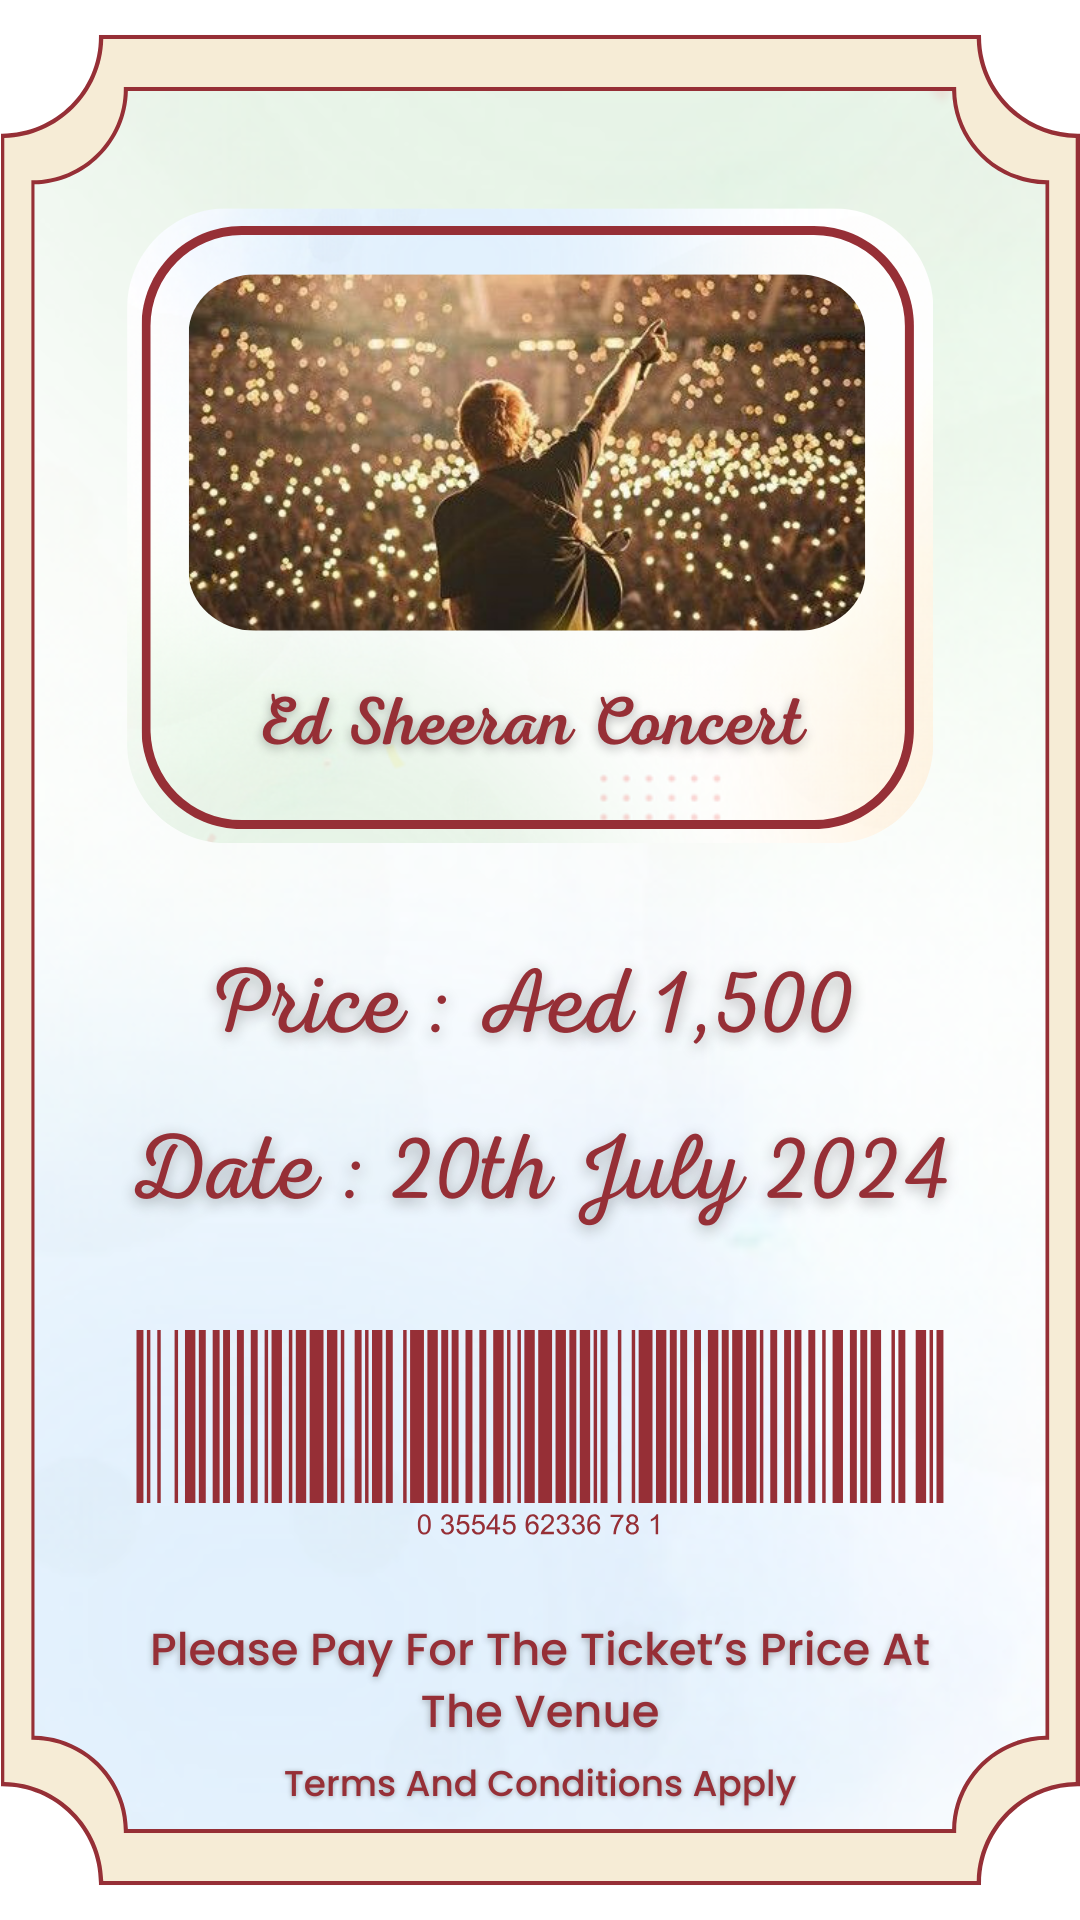 Ed Sheeran Concert
Price : Aed 1,500
Date : 20th July 2024
0 35545 62336 78 1
Please Pay For The Ticket’s Price At
The Venue
Terms And Conditions Apply